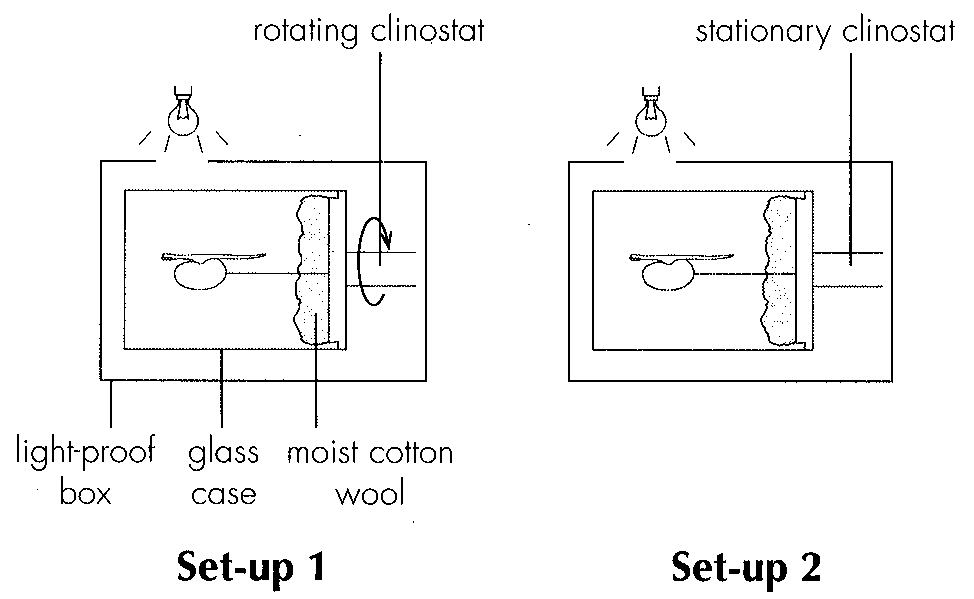 rotating clinostat
stationary clinostat
light-proof
box
glass
case
moist cotton
wool
Set-up 1
Set-up 2